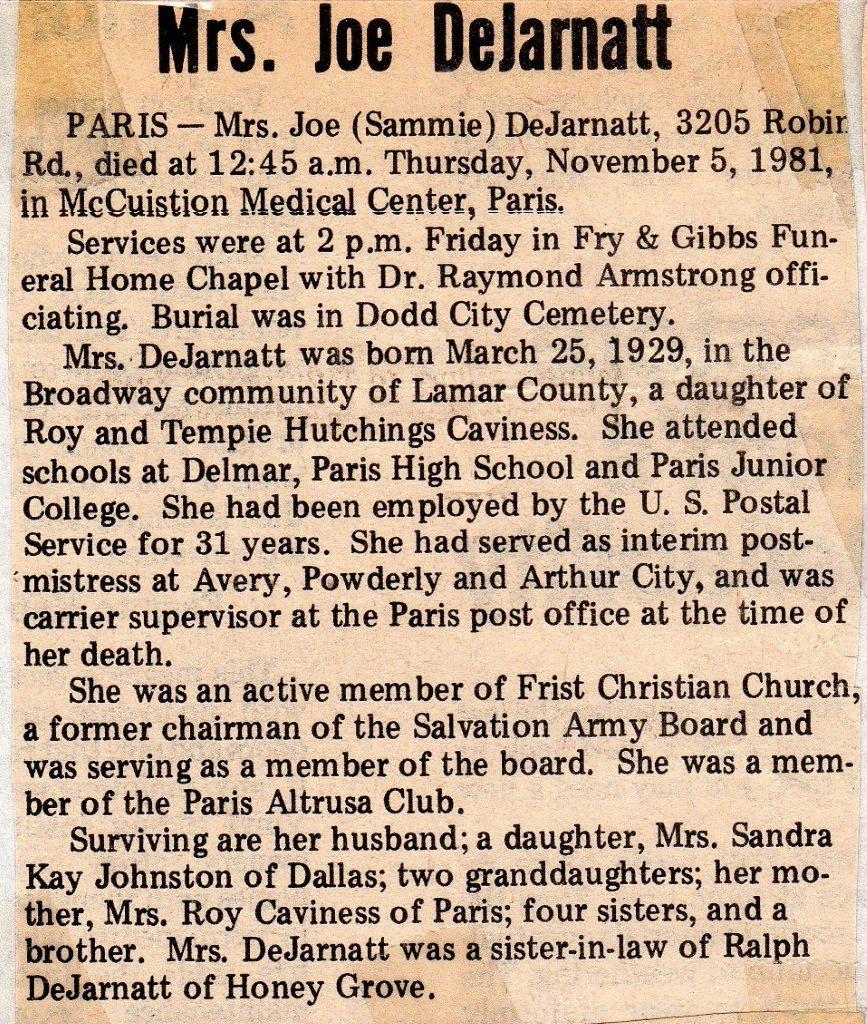 Mrs. Joe DeJarnatt
PARIS — Mrs. Joe (Sammie) DeJarnatt, 3205 Robin
Rd., died at 12:45 a.m. Thursday, November 5, 1981,
in McCuistion Medical Center, Paris.
Services were at 2 p.m. Friday in Fry & Gibbs Fun-
eral Home Chapel with Dr. Raymond Armstrong offi-
ciating. Burial was in Dodd City Cemetery.
Mrs. DeJarnatt was born March 25, 1929, in the
Broadway community of Lamar County, a daughter of
Roy and Tempie Hutchings Caviness. She attended
schools at Delmar, Paris High School and Paris Junior
College. She had been employed by the U. S. Postal
Service for 31 years. She had served as interim post-
mistress at Avery, Powderly and Arthur City, and was
carrier supervisor at the Paris post office at the time of
her death.
She was an active member of Frist Christian Church,
a former chairman of the Salvation Army Board and
was serving as a member of the board. She was a mem-
ber of the Paris Altrusa Club.
Surviving are her husband; a daughter, Mrs. Sandra
Kay Johnston of Dallas; two granddaughters; her mo-
ther, Mrs. Roy Caviness of Paris; four sisters, and a
brother. Mrs. DeJarnatt was a sister-in-law of Ralph
DeJarnatt of Honey Grove.